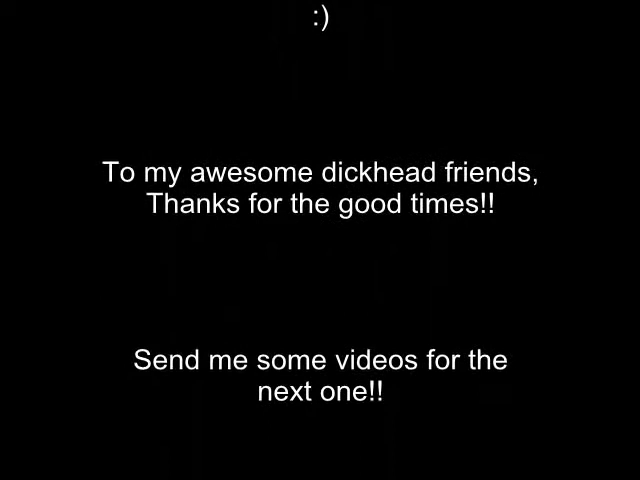 :)
To my awesome dickhead friends,
Thanks for the good times!!
Send me some videos for the
next one!!